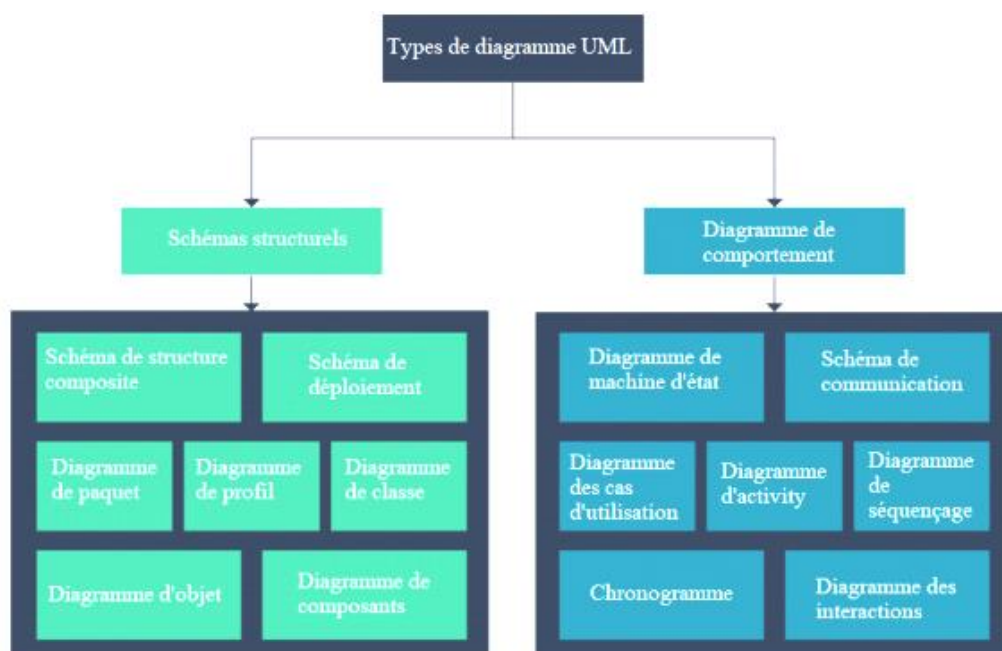 Types de diagramme UML
Schémas structurels
Diagramme de
comportement
Schéma de structure
composite
Schéma de
déploiement
Diagramme
de paquet
Diagramme
de profil
Diagramme
de classe
Diagramme d'objet
Diagramme de
composants
Diagramme de
machine d'état
Schéma de
communication
Diagramme
des cas
d'utilisation
Diagramme
d'activity
Diagramme
de
séquençage
Chronogramme
Diagramme des
interactions